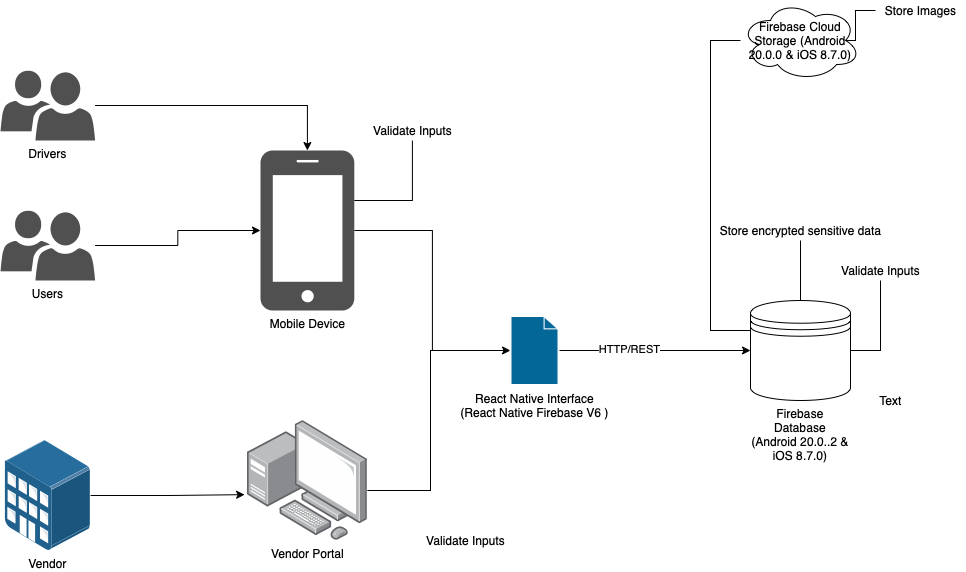 Store Images
Firebase Cloud
Storage (Android
20.0.0 & iOS 8.7.0)
Validate Inputs
Drivers
Store encrypted sensitive data
Validate Inputs
Users
Mobile Device
HTTP/REST
React Native Interface
(React Native Firebase V6 )
Text
Firebase
Database
(Android 20.0..2 &
iOS 8.7.0)
Validate Inputs
Vendor Portal
Vendor